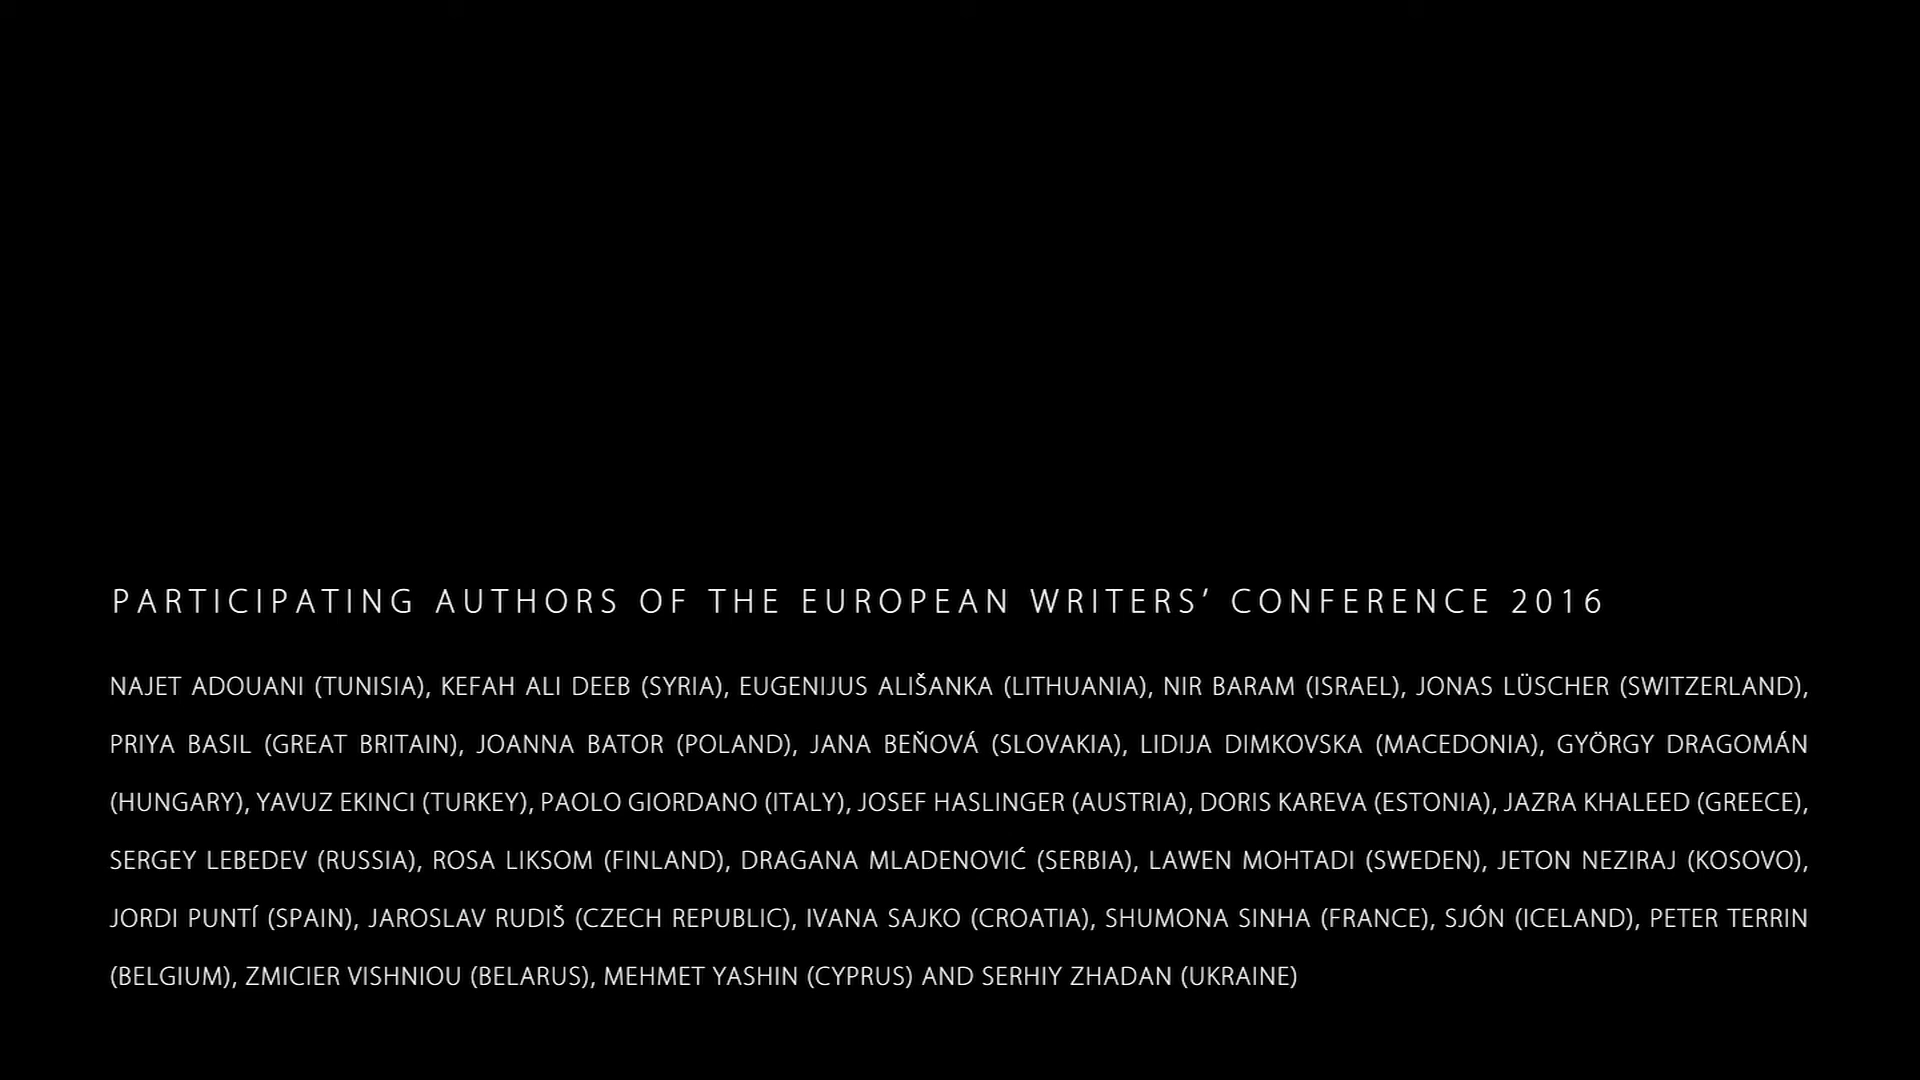 PARTICIPATING AUTHORS OF THE EUROPEAN WRITERS’ CONFERENCE 2016
NAJET ADOUANI (TUNISIA), KEFAH ALI DEEB (SYRIA), EUGENIJUS ALIŠANKA (LITHUANIA), NIR BARAM (ISRAEL), JONAS LÜSCHER (SWITZERLAND),
PRIYA BASIL (GREAT BRITAIN), JOANNA BATOR (POLAND), JANA BEŇOVÁ (SLOVAKIA), LIDIJA DIMKOVSKA (MACEDONIA), GYÖRGY DRAGOMÁN
(HUNGARY), YAVUZ EKINCI (TURKEY), PAOLO GIORDANO (ITALY), JOSEF HASLINGER (AUSTRIA), DORIS KAREVA (ESTONIA), JAZRA KHALEED (GREECE),
SERGEY LEBEDEV (RUSSIA), ROSA LIKSOM (FINLAND), DRAGANA MLADENOVIĆ (SERBIA), LAWEN MOHTADI (SWEDEN), JETON NEZIRAJ (KOSOVO),
JORDI PUNTÍ (SPAIN), JAROSLAV RUDIŠ (CZECH REPUBLIC), IVANA SAJKO (CROATIA), SHUMONA SINHA (FRANCE), SJÓN (ICELAND), PETER TERRIN
(BELGIUM), ZMICIER VISHNIOU (BELARUS), MEHMET YASHIN (CYPRUS) AND SERHIY ZHADAN (UKRAINE)